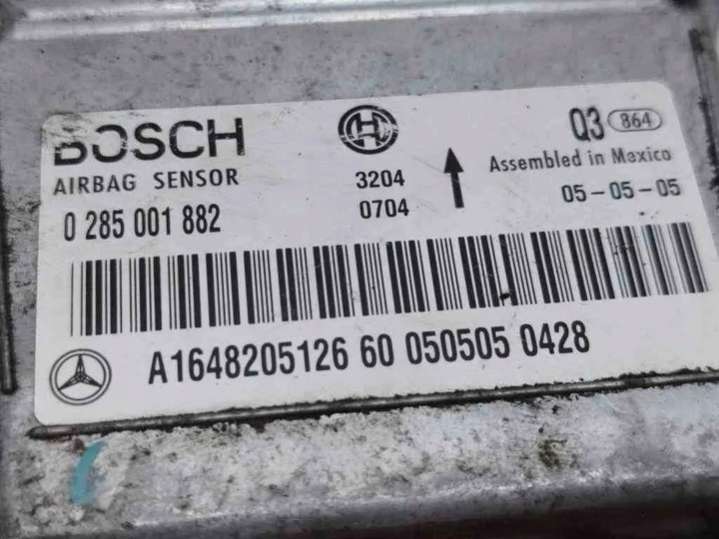 BOSCH
Q3 864
AIRBAG SENSOR
3204
Assembled in Mexico
0 285 001 882
0704
05-05-05
A1648205126 60 050505 0428